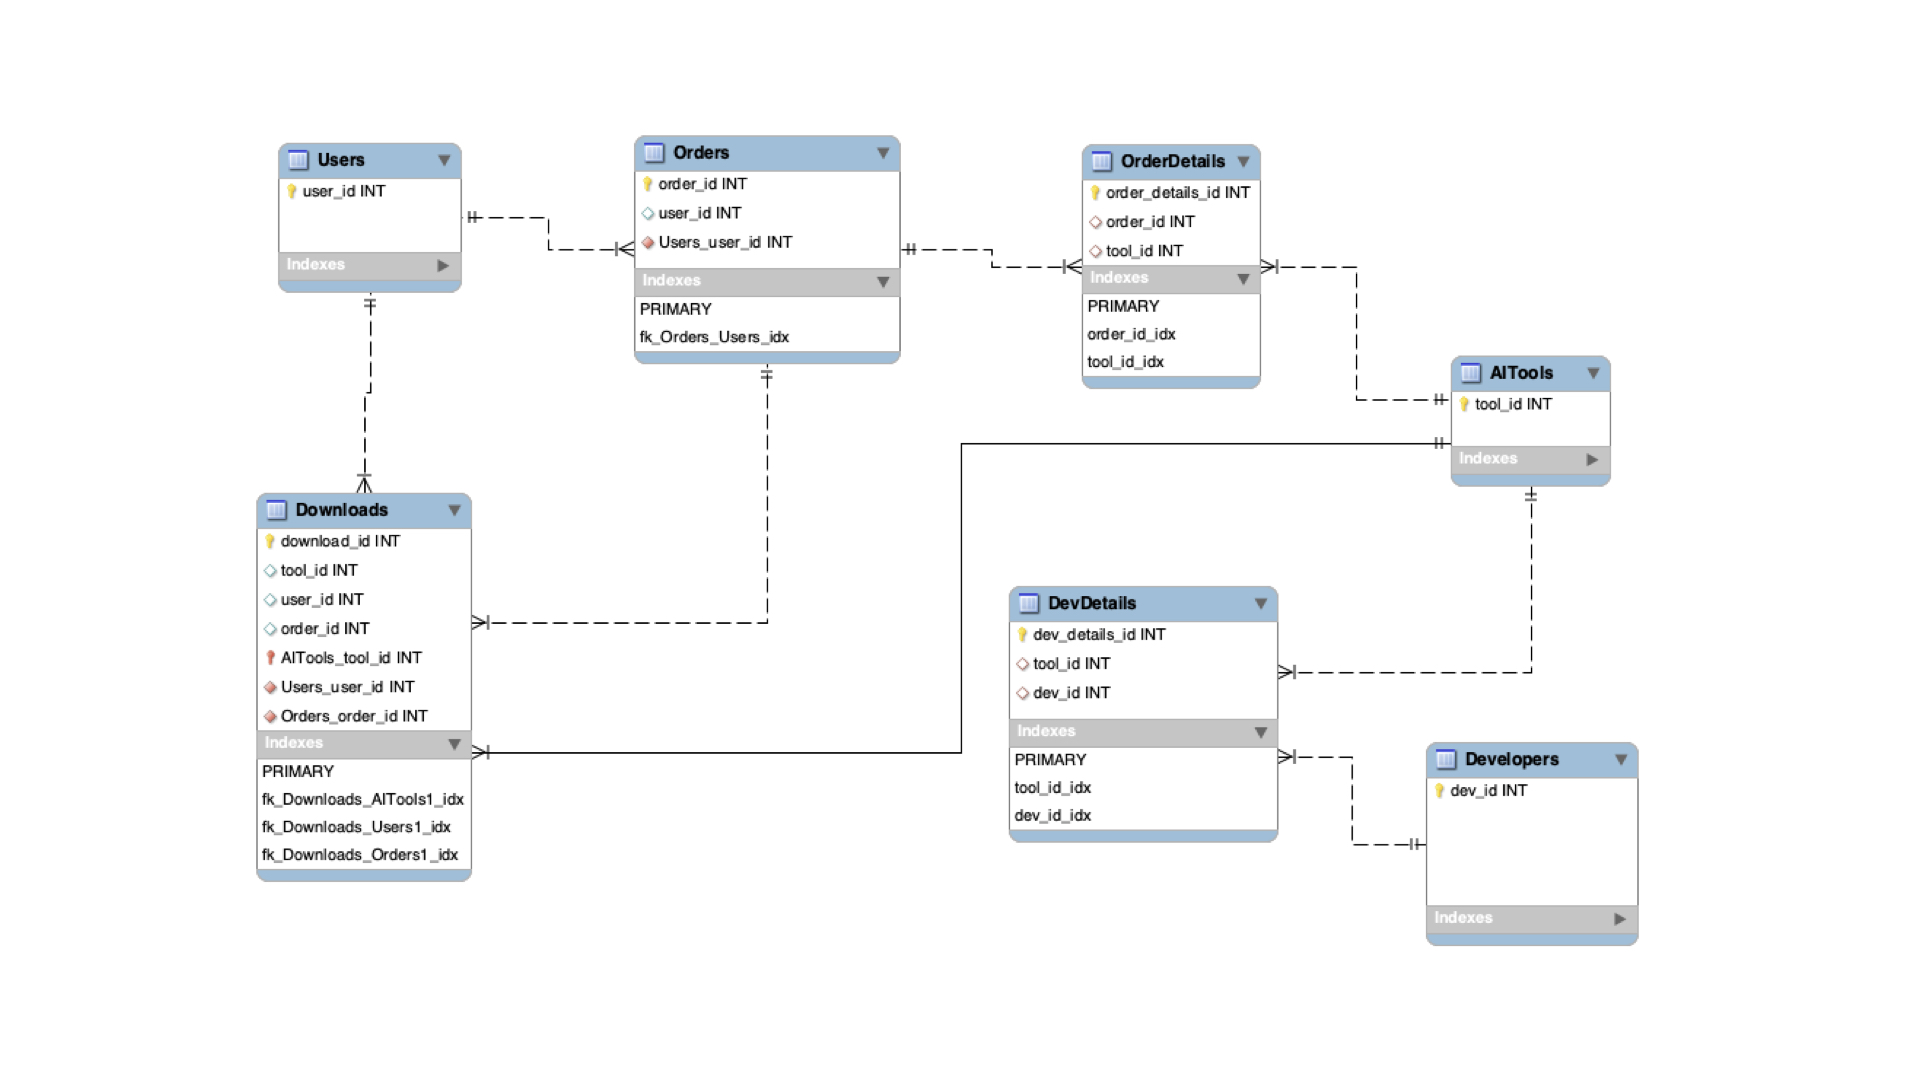 Users
user_id INT
Indexes
Orders
order_id INT
user_id INT
Users_user_id INT
Indexes
PRIMARY
fk_Orders_Users_idx
OrderDetails
order_details_id INT
order_id INT
tool_id INT
Indexes
PRIMARY
order_id_idx
tool_id_idx
AITools
tool_id INT
Indexes
Downloads
download_id INT
tool_id INT
user_id INT
order_id INT
AITools_tool_id INT
Users_user_id INT
Orders_order_id INT
Indexes
PRIMARY
fk_Downloads_AITools1_idx
fk_Downloads_Users1_idx
fk_Downloads_Orders1_idx
DevDetails
dev_details_id INT
tool_id INT
dev_id INT
Indexes
PRIMARY
tool_id_idx
dev_id_idx
Developers
dev_id INT
Indexes